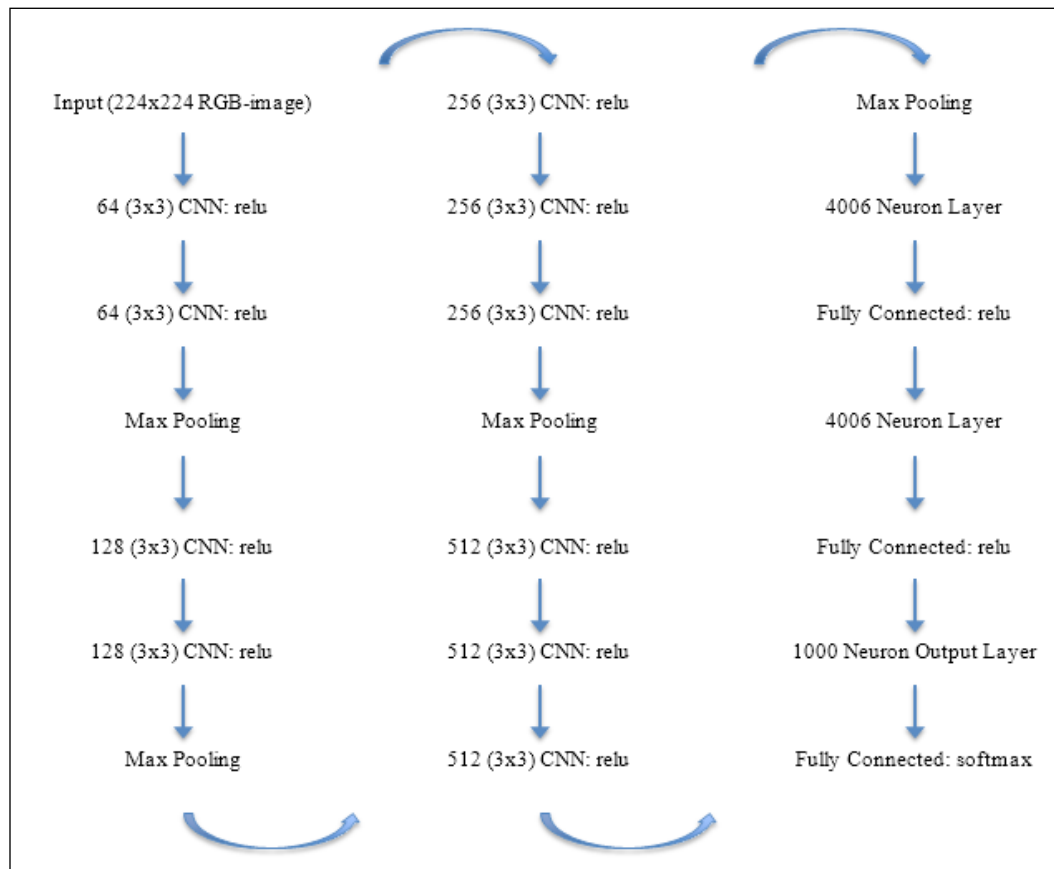 Input (224x224 RGB-image)
64 (3x3) CNN: relu
64 (3x3) CNN: relu
Max Pooling
128 (3x3) CNN: relu
128 (3x3) CNN: relu
Max Pooling
256 (3x3) CNN: relu
256 (3x3) CNN: relu
256 (3x3) CNN: relu
Max Pooling
512 (3x3) CNN: relu
512 (3x3) CNN: relu
512 (3x3) CNN: relu
Max Pooling
4006 Neuron Layer
Fully Connected: relu
4006 Neuron Layer
Fully Connected: relu
1000 Neuron Output Layer
Fully Connected: softmax